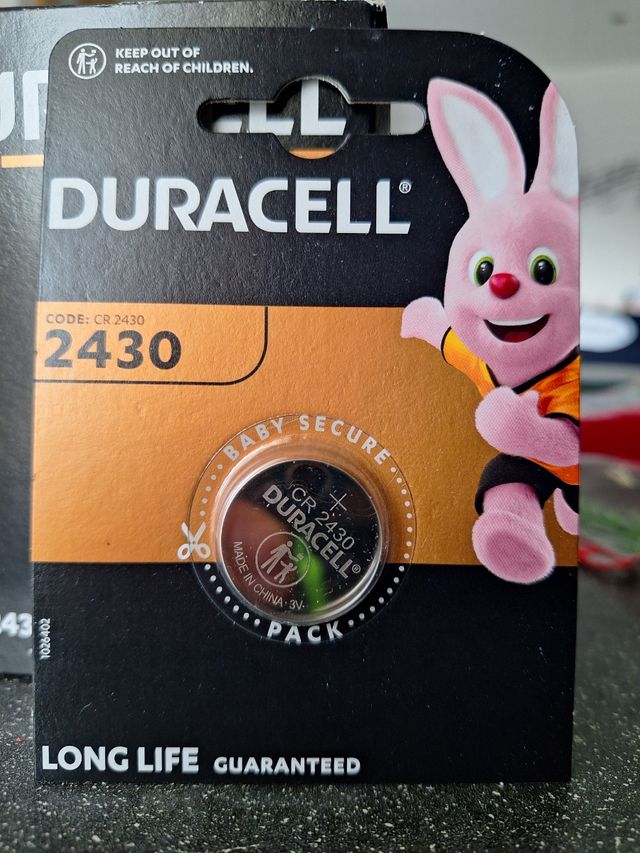 KEEP OUT OF
REACH OF CHILDREN.
DURACELL®
CODE: CR 2430
2430
BABY SECURE
+
CR 2430
DURACELL®
MADE IN CHINA · 3V
PACK
1026402
LONG LIFE GUARANTEED